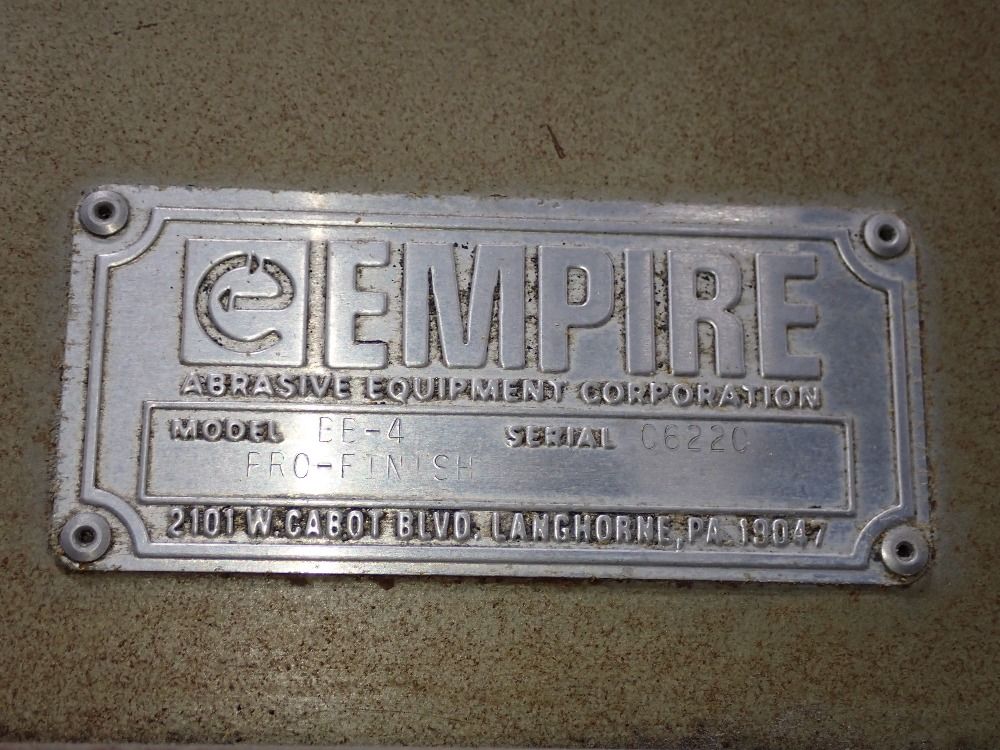 e EMPIRE
ABRASIVE EQUIPMENT CORPORATION
MODEL BE-4 SERIAL C622C
PRO-FINISH
2101 W. CABOT BLVD. LANGHORNE, PA. 19047